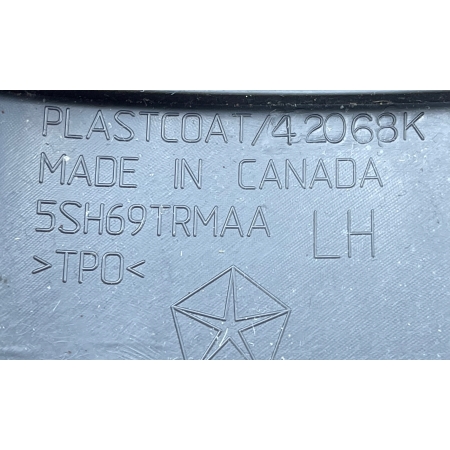 PLASTCOAT/42068K
MADE IN CANADA
5SH69TRMAA LH
>TPO<